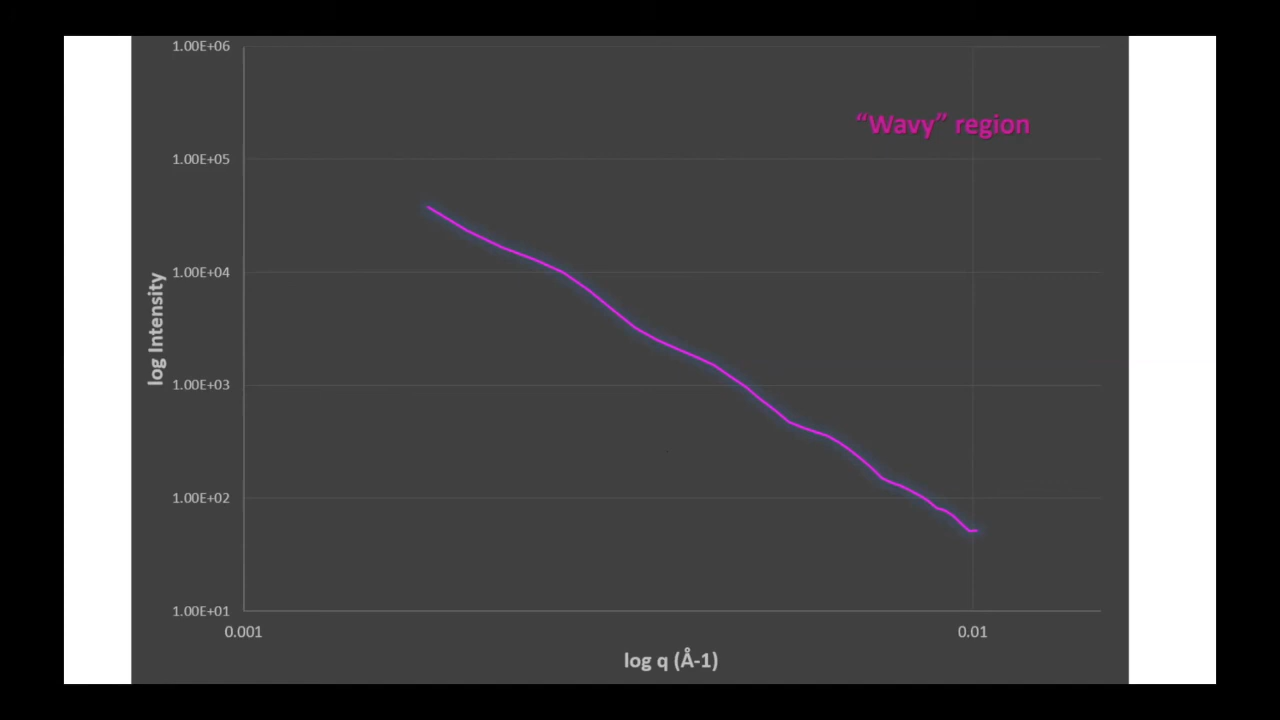 1.00E+06
“Wavy” region
1.00E+05
1.00E+04
log Intensity
1.00E+03
1.00E+02
1.00E+01
0.001
0.01
log q (Å-1)